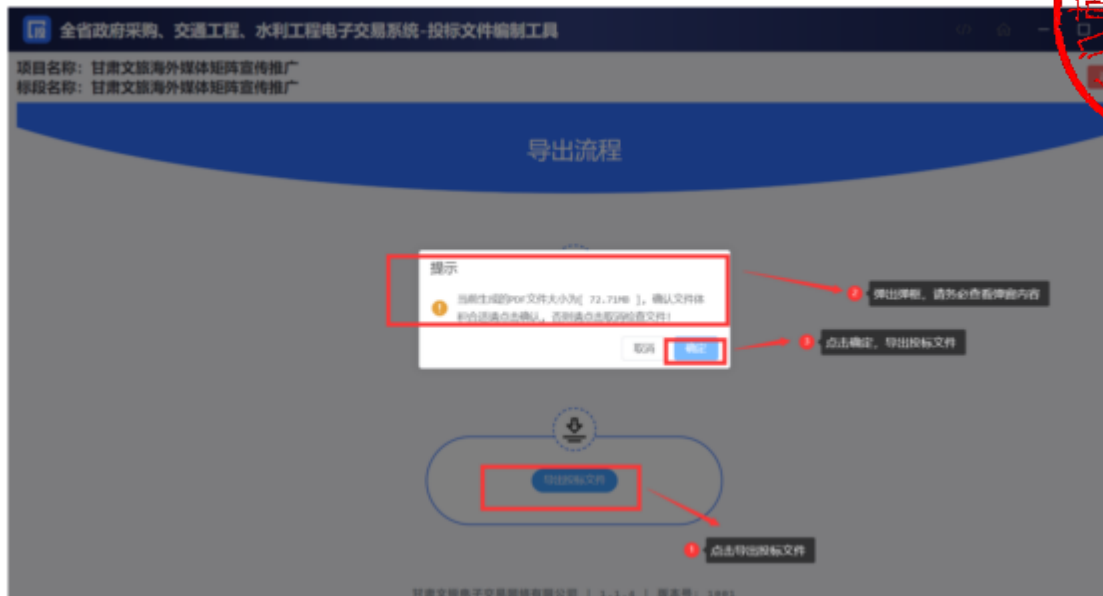 全省政府采购、交通工程、水利工程电子交易系统-投标文件编制工具
项目名称：甘肃文旅海外媒体矩阵宣传推广
标段名称：甘肃文旅海外媒体矩阵宣传推广
导出流程
提示
当前生成的PDF文件大小为[ 72.71MB ]，确认文件体
积合适请点击确认，否则请点击取消检查文件！
取消
确定
2 弹出弹框，请务必查看弹窗内容
3 点击确定，导出投标文件
导出投标文件
1 点击导出投标文件